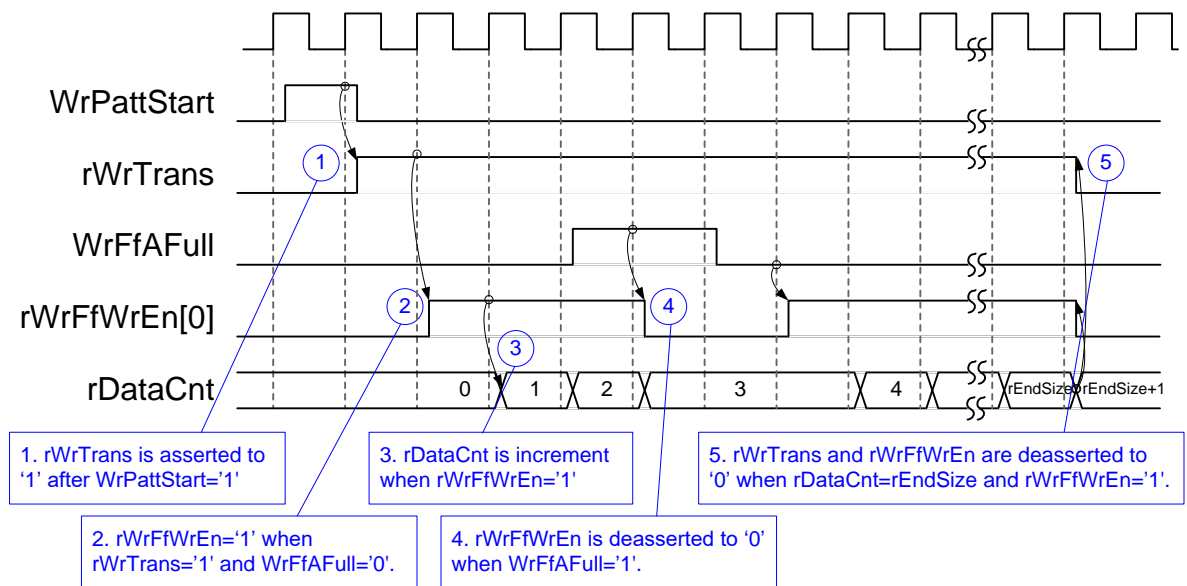 WrPattStart
rWrTrans
1
5
WrFfAFull
rWrFfWrEn[0]
2
4
3
rDataCnt
0
1
2
3
4
rEndSize
rEndSize+1
1. rWrTrans is asserted to
‘1’ after WrPattStart='1'
3. rDataCnt is increment
when rWrFfWrEn='1'
5. rWrTrans and rWrFfWrEn are deasserted to
‘0’ when rDataCnt=rEndSize and rWrFfWrEn='1'.
2. rWrFfWrEn=‘1’ when
rWrTrans='1' and WrFfAFull='0'.
4. rWrFfWrEn is deasserted to ‘0’
when WrFfAFull='1'.